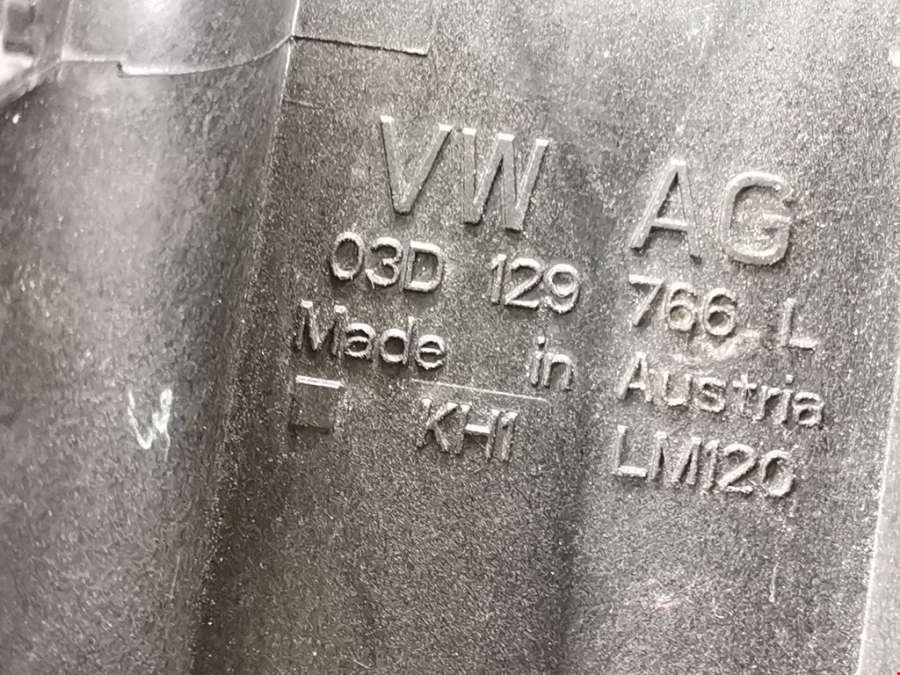 VW AG
03D 129 766 L
Made in Austria
KH1 LM120
W